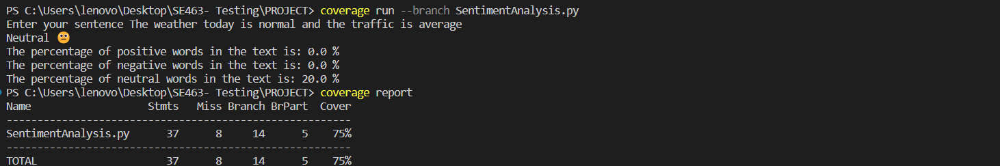 PS C:\Users\lenovo\Desktop\SE463- Testing\PROJECT> coverage run --branch SentimentAnalysis.py
Enter your sentence The weather today is normal and the traffic is average
Neutral 😐
The percentage of positive words in the text is: 0.0 %
The percentage of negative words in the text is: 0.0 %
The percentage of neutral words in the text is: 20.0 %
PS C:\Users\lenovo\Desktop\SE463- Testing\PROJECT> coverage report
Name                   Stmts   Miss Branch BrPart  Cover
--------------------------------------------------------
SentimentAnalysis.py      37      8     14      5    75%
--------------------------------------------------------
TOTAL                     37      8     14      5    75%